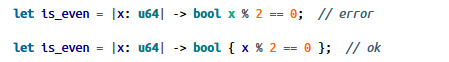 let is_even = |x: u64| -> bool x % 2 == 0;  // error
let is_even = |x: u64| -> bool { x % 2 == 0 };  // ok